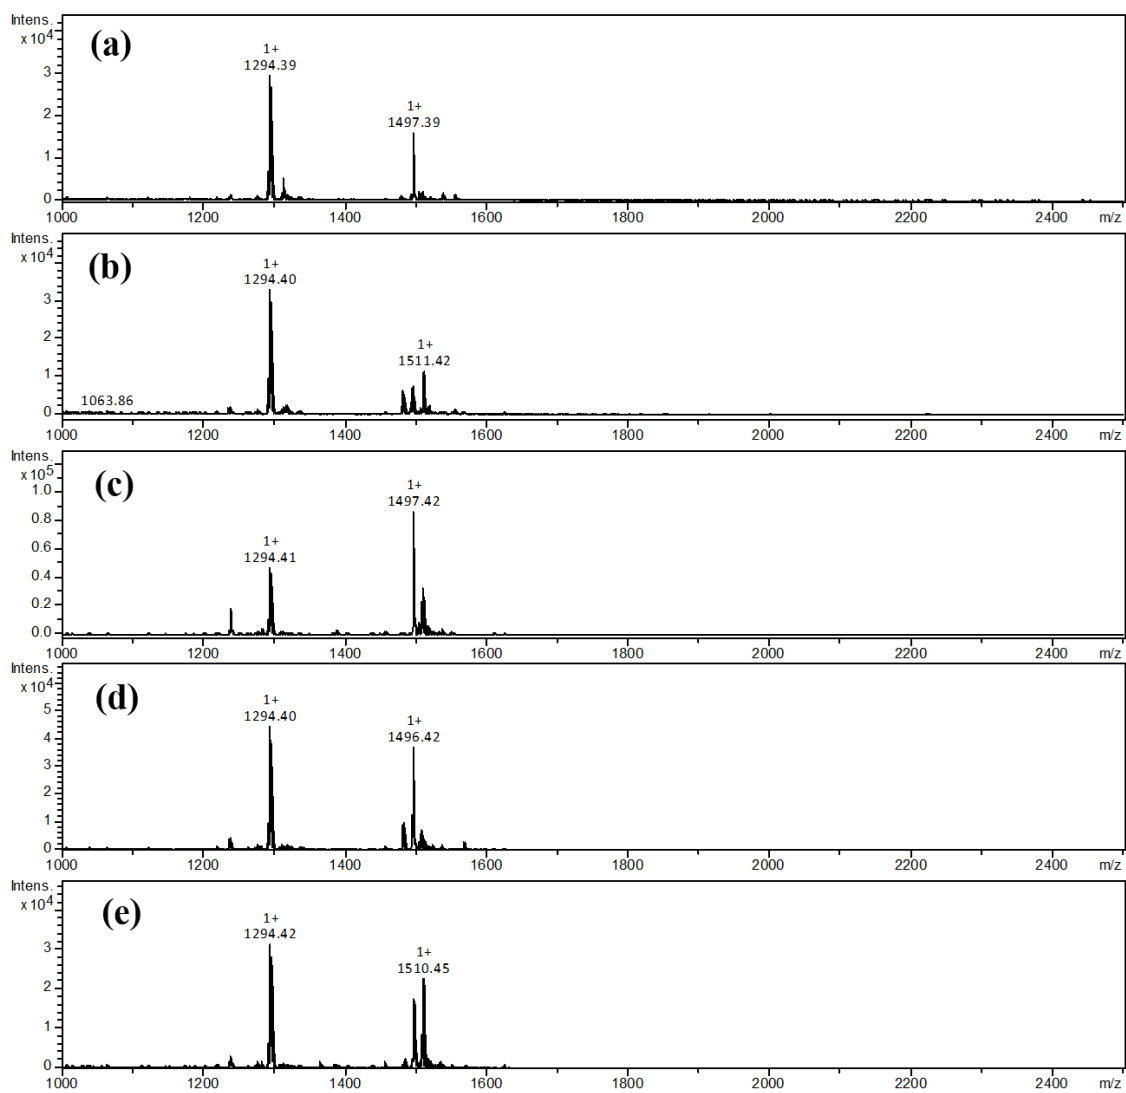 Intens.
x10⁴
(a)
1+
1294.39
1+
1497.39
3
2
1
0
1000 1200 1400 1600 1800 2000 2200 2400 m/z
Intens.
x10⁴
(b)
1+
1294.40
1+
1511.42
1063.86
3
2
1
0
1000 1200 1400 1600 1800 2000 2200 2400 m/z
Intens.
x10⁵
(c)
1+
1294.41
1+
1497.42
1.0
0.8
0.6
0.4
0.2
0.0
1000 1200 1400 1600 1800 2000 2200 2400 m/z
Intens.
x10⁴
(d)
1+
1294.40
1+
1496.42
5
4
3
2
1
0
1000 1200 1400 1600 1800 2000 2200 2400 m/z
Intens.
x10⁴
(e)
1+
1294.42
1+
1510.45
3
2
1
0
1000 1200 1400 1600 1800 2000 2200 2400 m/z